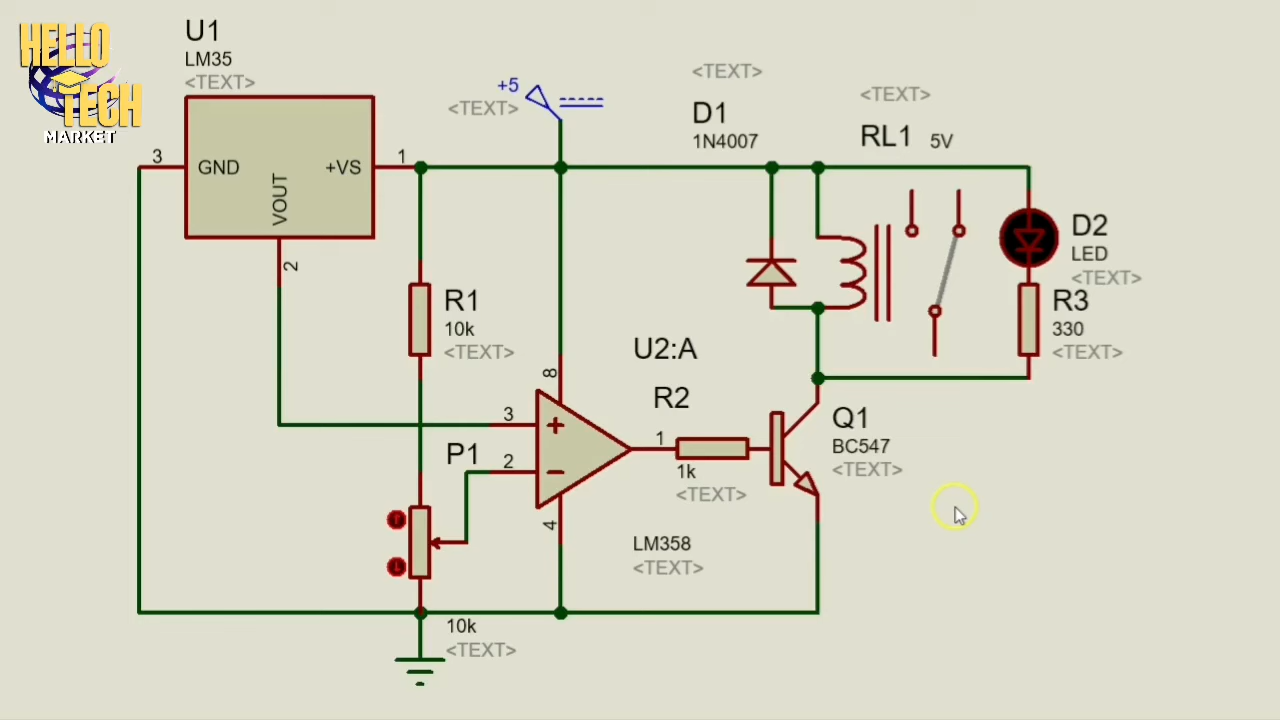 HELLO
TECH
MARKET
U1
LM35
<TEXT>
3
GND
VOUT
+VS
1
2
+5
<TEXT>
<TEXT>
D1
1N4007
<TEXT>
RL1 5V
D2
LED
<TEXT>
R1
10k
<TEXT>
R3
330
<TEXT>
U2:A
8
R2
3
+
1
2
−
4
1k
<TEXT>
Q1
BC547
<TEXT>
P1
LM358
<TEXT>
10k
<TEXT>